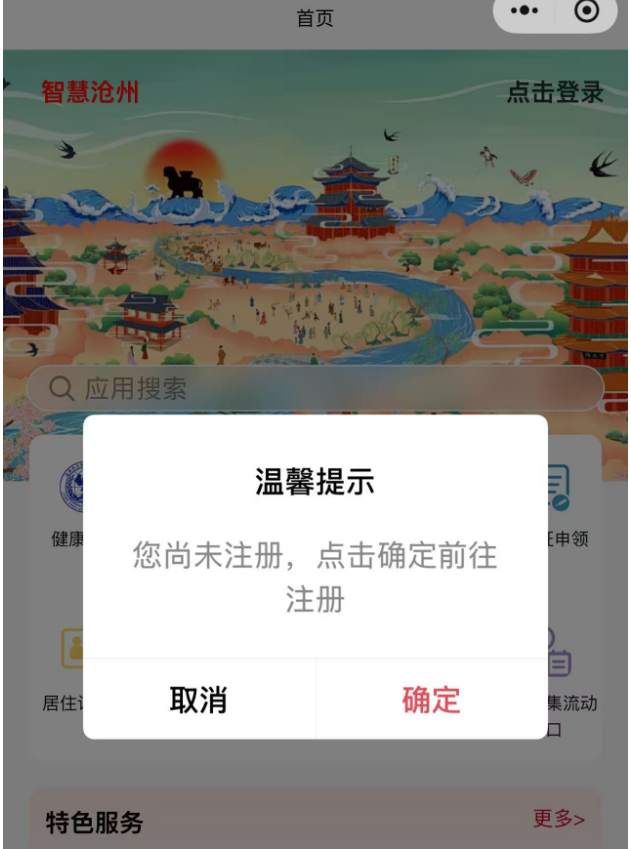 首页
智慧沧州
点击登录
应用搜索
温馨提示
您尚未注册，点击确定前往
注册
健康
证申领
居住
集流动
口
取消
确定
特色服务
更多>